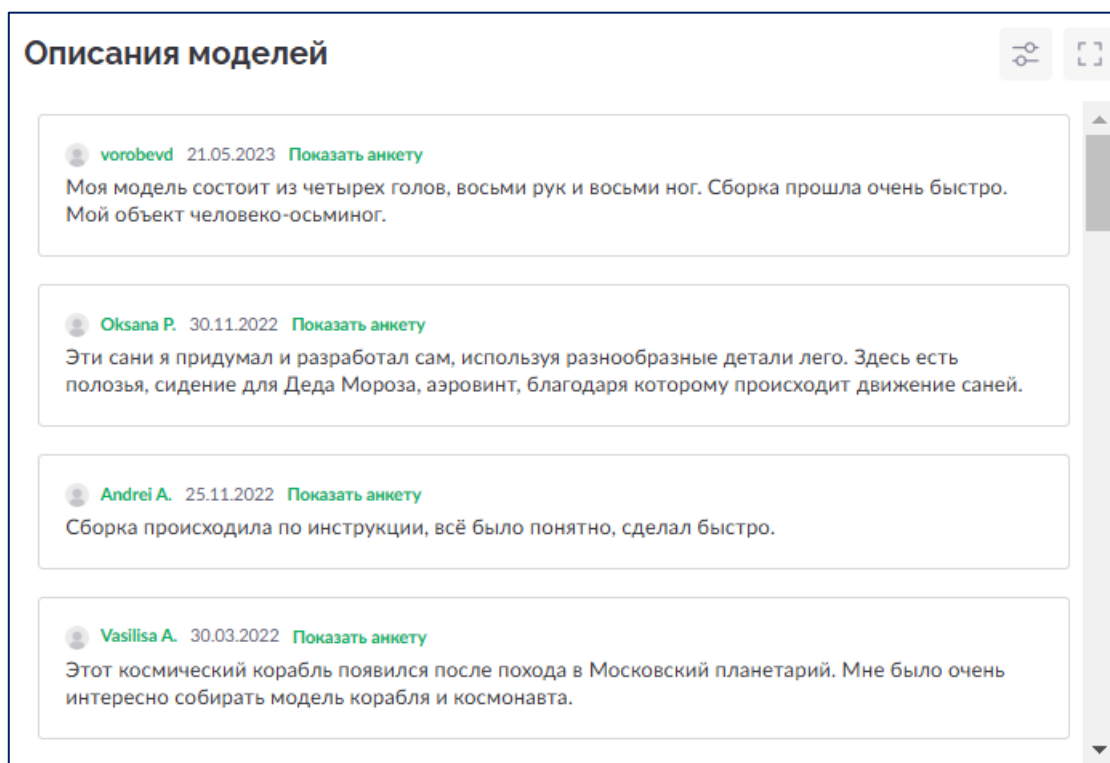 Описания моделей
vorobevd 21.05.2023 Показать анкету
Моя модель состоит из четырех голов, восьми рук и восьми ног. Сборка прошла очень быстро.
Мой объект человеко-осьминог.
Oksana P. 30.11.2022 Показать анкету
Эти сани я придумал и разработал сам, используя разнообразные детали лего. Здесь есть
полозья, сидение для Деда Мороза, аэровинт, благодаря которому происходит движение саней.
Andrei A. 25.11.2022 Показать анкету
Сборка происходила по инструкции, всё было понятно, сделал быстро.
Vasilisa A. 30.03.2022 Показать анкету
Этот космический корабль появился после похода в Московский планетарий. Мне было очень
интересно собирать модель корабля и космонавта.